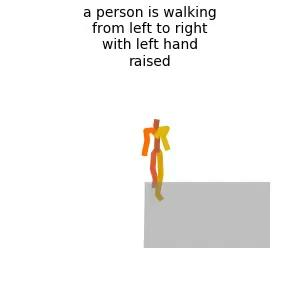 a person is walking
from left to right
with left hand
raised